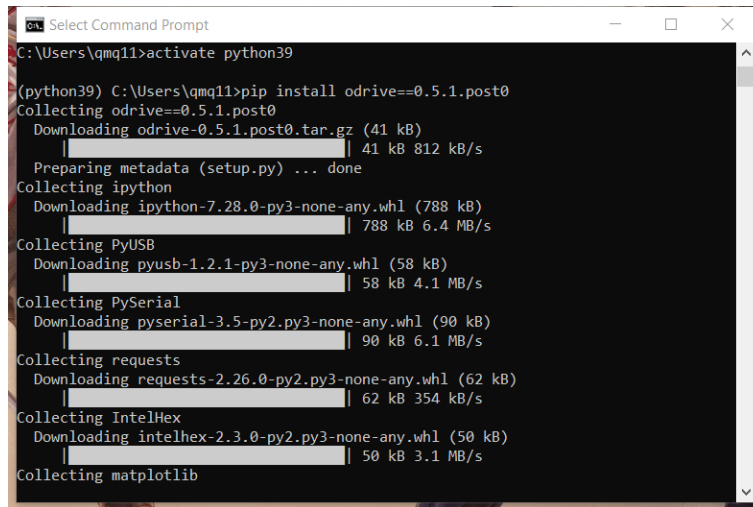 Select Command Prompt
C:\Users\qmq11>activate python39
(python39) C:\Users\qmq11>pip install odrive==0.5.1.post0
Collecting odrive==0.5.1.post0
  Downloading odrive-0.5.1.post0.tar.gz (41 kB)
     |████████████████████████████████| 41 kB 812 kB/s
  Preparing metadata (setup.py) ... done
Collecting ipython
  Downloading ipython-7.28.0-py3-none-any.whl (788 kB)
     |████████████████████████████████| 788 kB 6.4 MB/s
Collecting PyUSB
  Downloading pyusb-1.2.1-py3-none-any.whl (58 kB)
     |████████████████████████████████| 58 kB 4.1 MB/s
Collecting PySerial
  Downloading pyserial-3.5-py2.py3-none-any.whl (90 kB)
     |████████████████████████████████| 90 kB 6.1 MB/s
Collecting requests
  Downloading requests-2.26.0-py2.py3-none-any.whl (62 kB)
     |████████████████████████████████| 62 kB 354 kB/s
Collecting IntelHex
  Downloading intelhex-2.3.0-py2.py3-none-any.whl (50 kB)
     |████████████████████████████████| 50 kB 3.1 MB/s
Collecting matplotlib